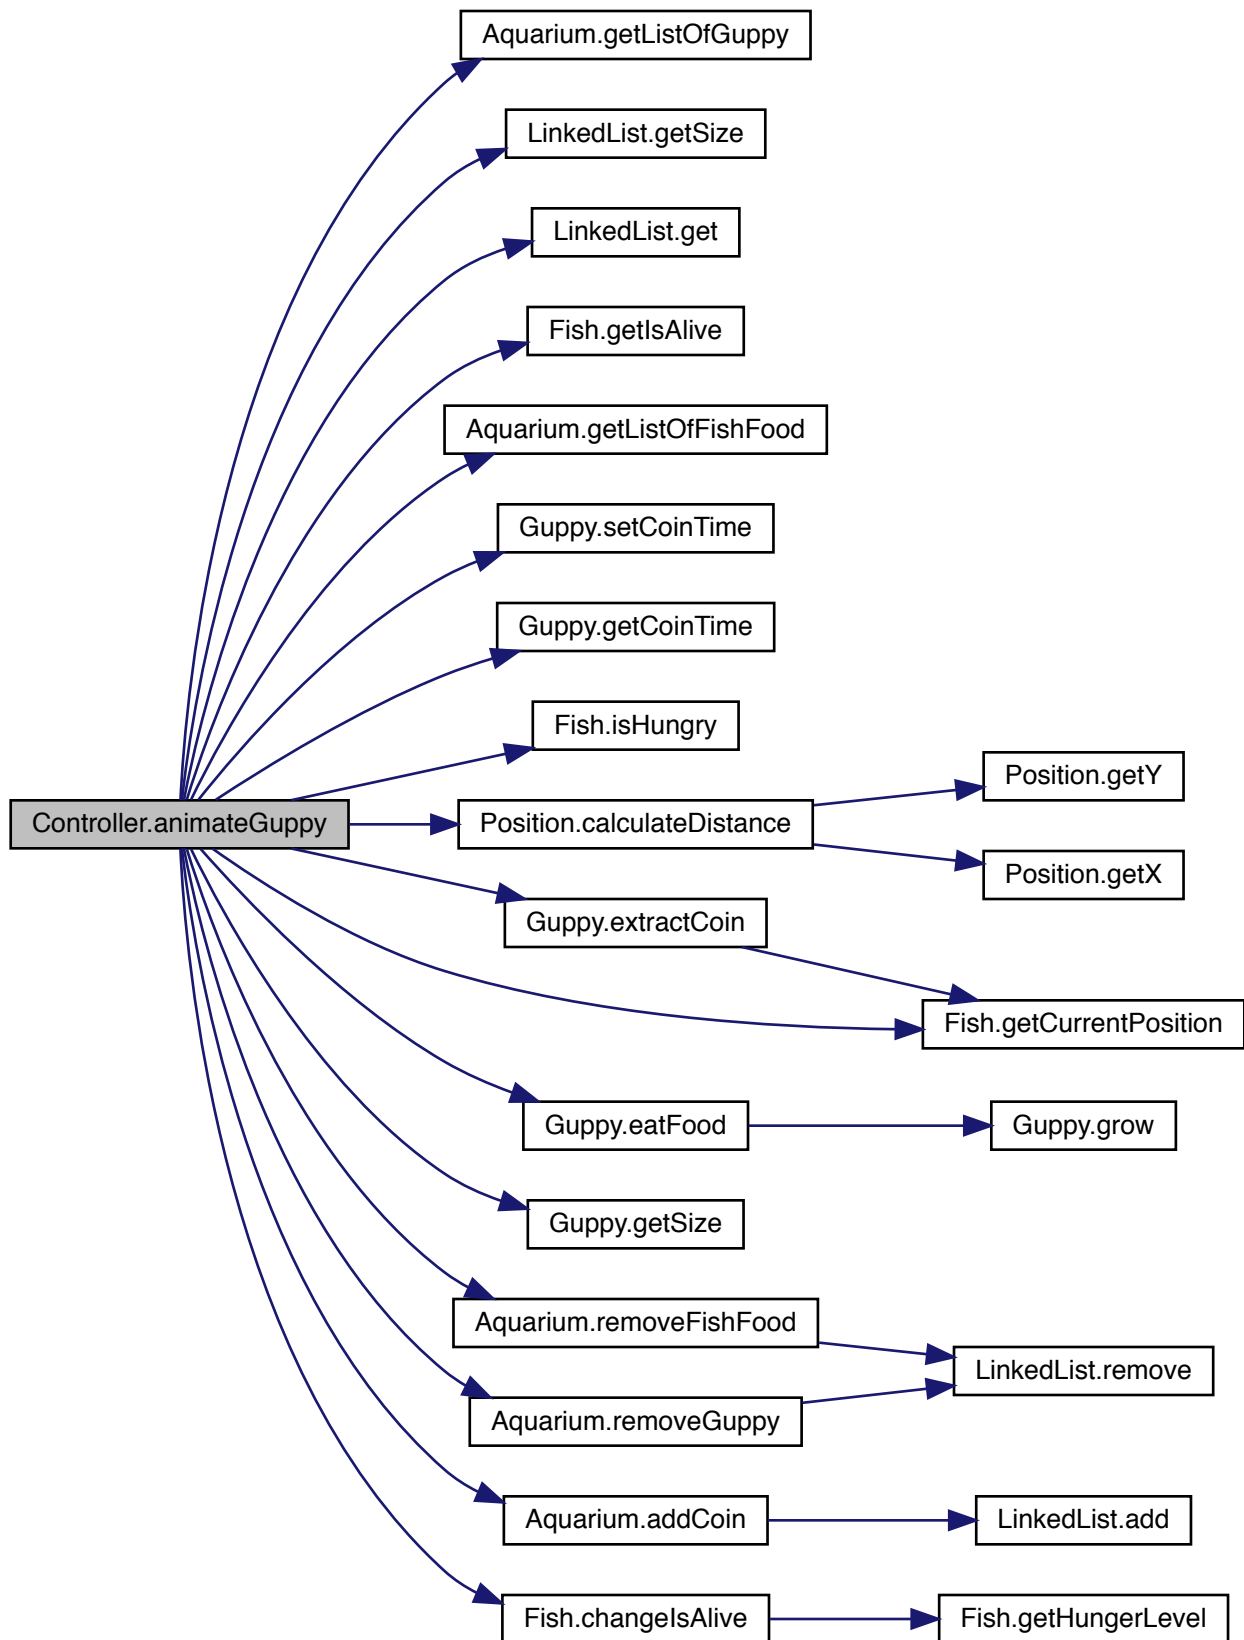 Aquarium.getListOfGuppy
LinkedList.getSize
LinkedList.get
Fish.getIsAlive
Aquarium.getListOfFishFood
Guppy.setCoinTime
Guppy.getCoinTime
Fish.isHungry
Position.getY
Controller.animateGuppy
Position.calculateDistance
Position.getX
Guppy.extractCoin
Fish.getCurrentPosition
Guppy.eatFood
Guppy.grow
Guppy.getSize
Aquarium.removeFishFood
LinkedList.remove
Aquarium.removeGuppy
Aquarium.addCoin
LinkedList.add
Fish.changeIsAlive
Fish.getHungerLevel